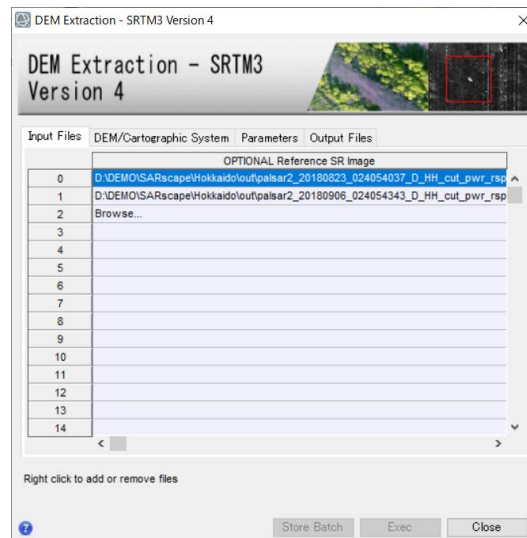 DEM Extraction - SRTM3 Version 4
DEM Extraction - SRTM3
Version 4
Input Files DEM/Cartographic System Parameters Output Files
OPTIONAL Reference SR Image
0 D:\DEMO\SARscape\Hokkaido\out\palsar2_20180823_024054037_D_HH_cut_pwr_rsp
1 D:\DEMO\SARscape\Hokkaido\out\palsar2_20180906_024054343_D_HH_cut_pwr_rsp
2 Browse...
3
4
5
6
7
8
9
10
11
12
13
14
Right click to add or remove files
Store Batch Exec Close